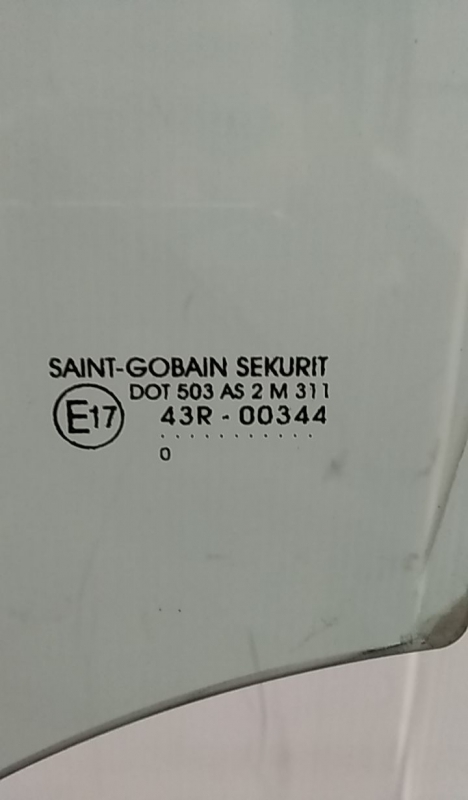 SAINT-GOBAIN SEKURIT
DOT 503 AS 2 M 311
E17 43R - 00344
...........
0